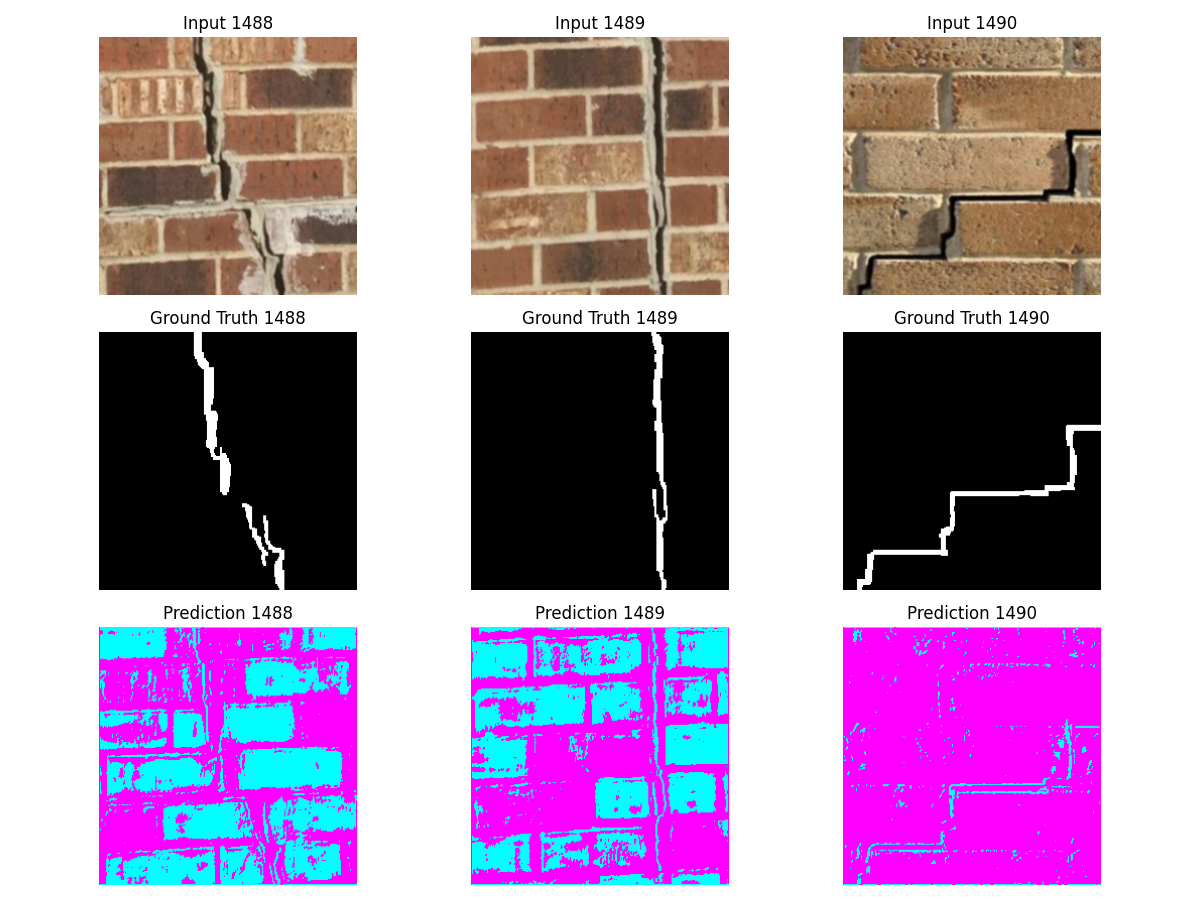 Input 1488
Input 1489
Input 1490
Ground Truth 1488
Ground Truth 1489
Ground Truth 1490
Prediction 1488
Prediction 1489
Prediction 1490